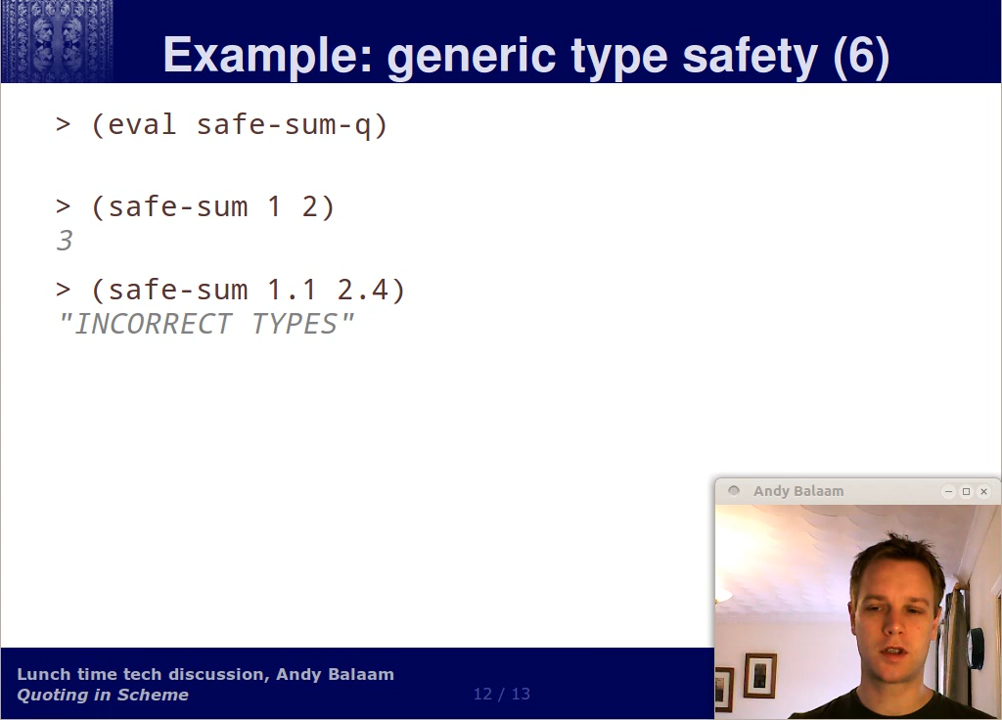 Example: generic type safety (6)
> (eval safe-sum-q)
> (safe-sum 1 2)
3
> (safe-sum 1.1 2.4)
"INCORRECT TYPES"
Andy Balaam
Lunch time tech discussion, Andy Balaam
Quoting in Scheme
12 / 13